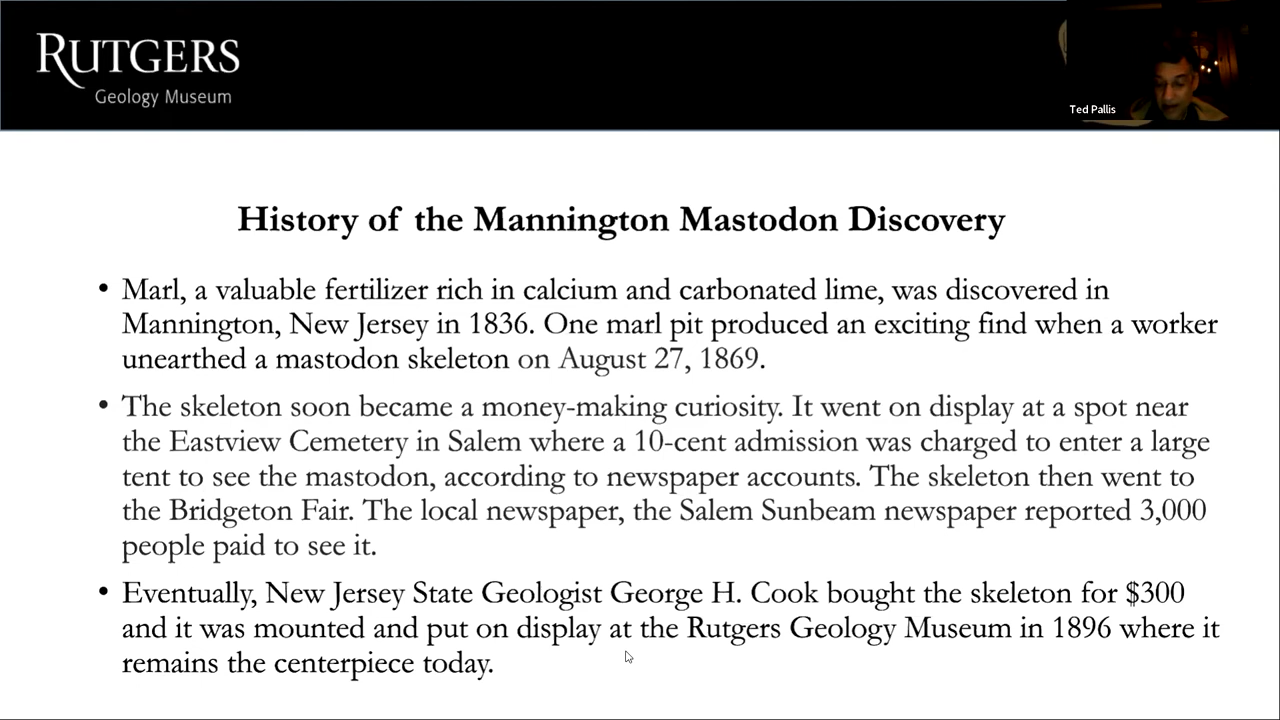 RUTGERS
Geology Museum
Ted Pallis
History of the Mannington Mastodon Discovery
• Marl, a valuable fertilizer rich in calcium and carbonated lime, was discovered in
Mannington, New Jersey in 1836. One marl pit produced an exciting find when a worker
unearthed a mastodon skeleton on August 27, 1869.
• The skeleton soon became a money-making curiosity. It went on display at a spot near
the Eastview Cemetery in Salem where a 10-cent admission was charged to enter a large
tent to see the mastodon, according to newspaper accounts. The skeleton then went to
the Bridgeton Fair. The local newspaper, the Salem Sunbeam newspaper reported 3,000
people paid to see it.
• Eventually, New Jersey State Geologist George H. Cook bought the skeleton for $300
and it was mounted and put on display at the Rutgers Geology Museum in 1896 where it
remains the centerpiece today.